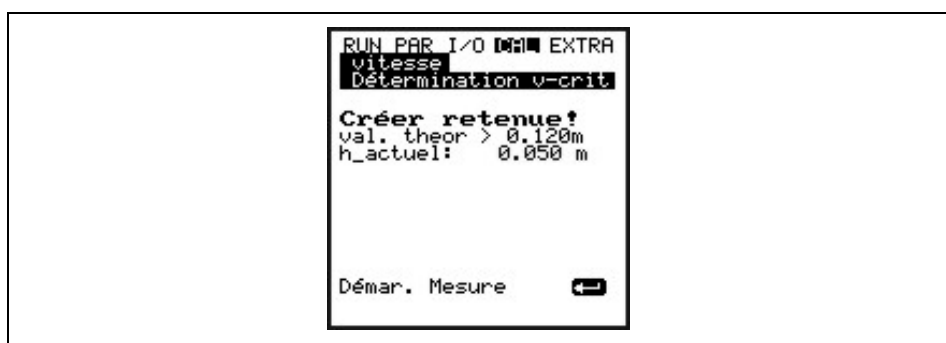 RUN PAR I/O CAL EXTRA
vitesse
Détermination v-crit
Créer retenue!
val. theor > 0.120m
h_actuel: 0.050 m
Démar. Mesure